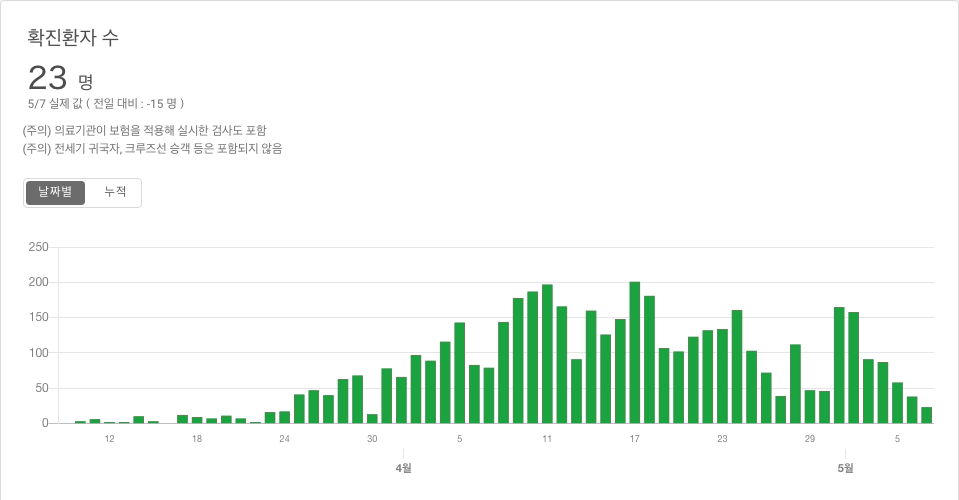 확진환자 수
23 명
5/7 실제 값 ( 전일 대비 : -15 명 )
(주의) 의료기관이 보험을 적용해 실시한 검사도 포함
(주의) 전세기 귀국자, 크루즈선 승객 등은 포함되지 않음
날짜별 누적
250
200
150
100
50
0
12 18 24 30 5 11 17 23 29 5
4월 5월